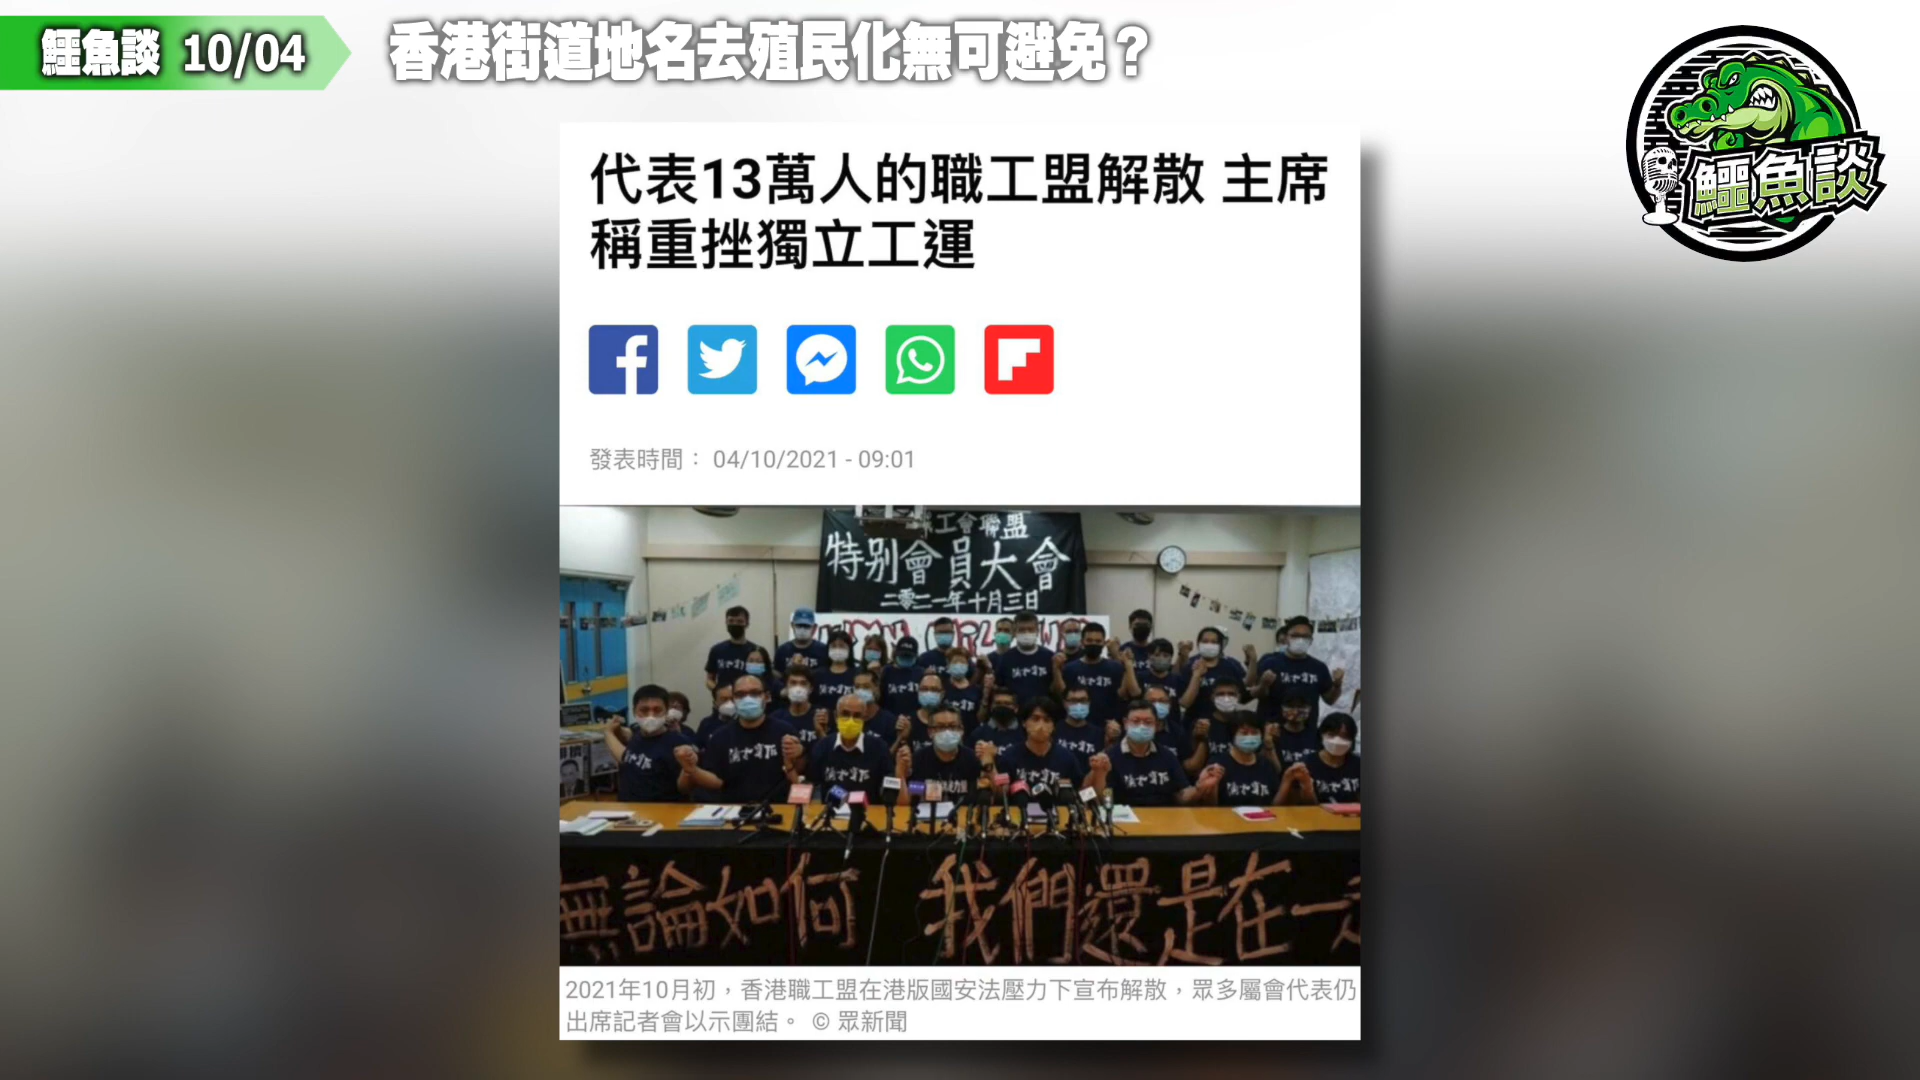 鱷魚談 10/04
香港街道地名去殖民化無可避免？
鱷魚談
代表13萬人的職工盟解散 主席
稱重挫獨立工運
發表時間： 04/10/2021 - 09:01
工會聯盟
特別會員大會
二零二一年十月三日
無論如何 我們還是在一
2021年10月初，香港職工盟在港版國安法壓力下宣布解散，眾多屬會代表仍
出席記者會以示團結。 © 眾新聞